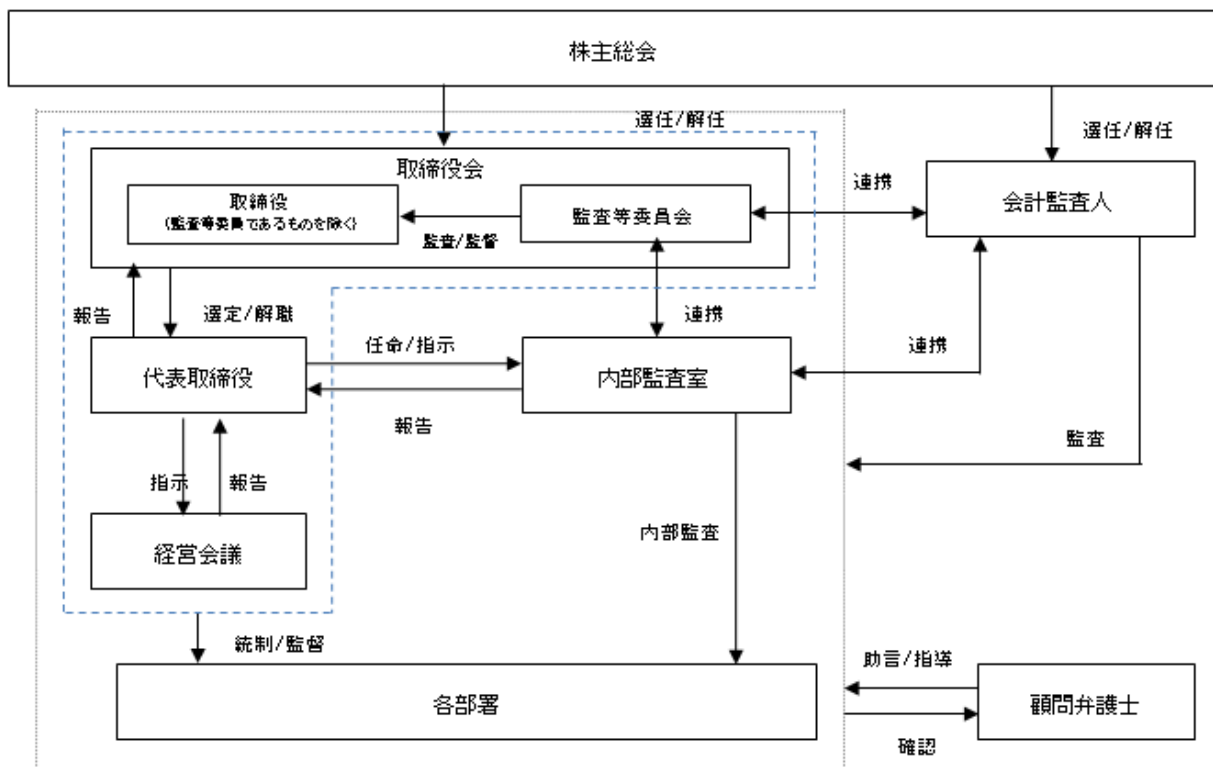 株主総会
選任/解任
選任/解任
取締役会
取締役
(監査等委員であるものを除く)
監査等委員会
監査/監督
連携
会計監査人
報告
選定/解職
連携
任命/指示
連携
代表取締役
内部監査室
報告
監査
指示
報告
内部監査
経営会議
統制/監督
助言/指導
各部署
顧問弁護士
確認